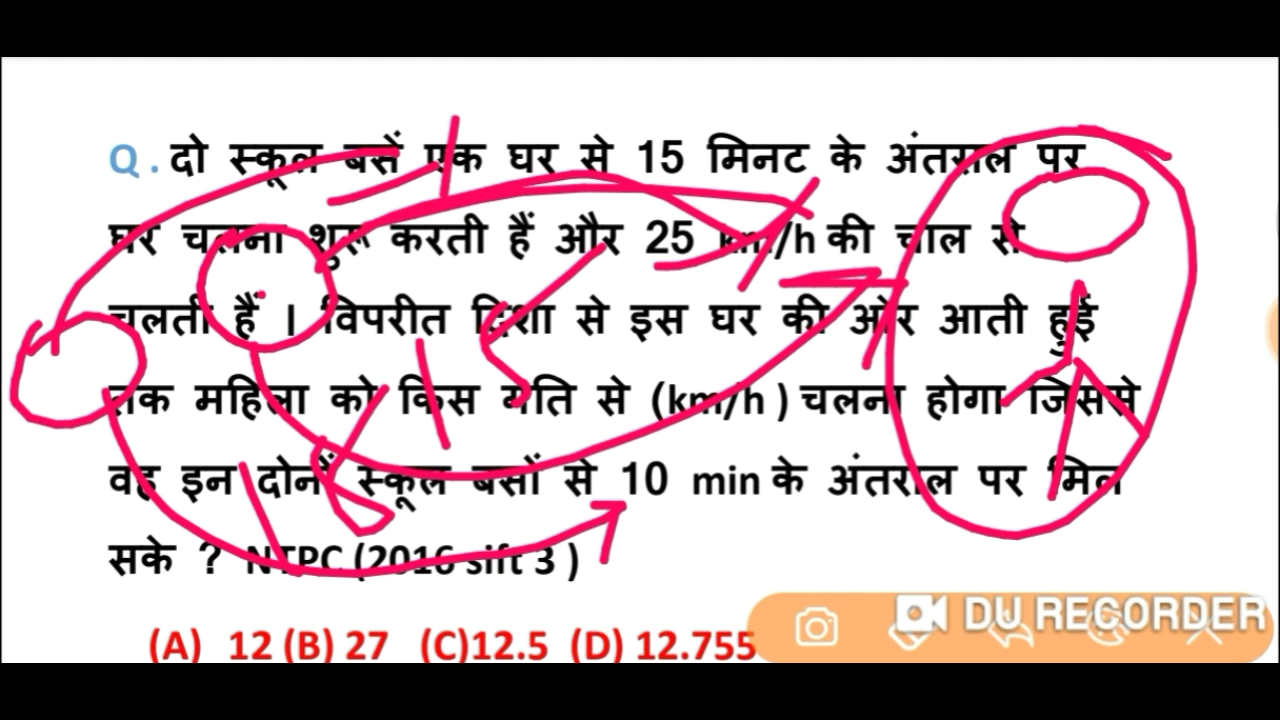 Q . दो स्कूल बसें एक घर से 15 मिनट के अंतराल पर
घर चलना शुरू करती हैं और 25 km/h की चाल से
चलती हैं । विपरीत दिशा से इस घर की ओर आती हुई
एक महिला को किस गति से (km/h ) चलना होगा जिससे
वह इन दोनों स्कूल बसों से 10 min के अंतराल पर मिल
सके ? NTPC (2016 sift 3 )
(A) 12 (B) 27 (C)12.5 (D) 12.755
DU RECORDER